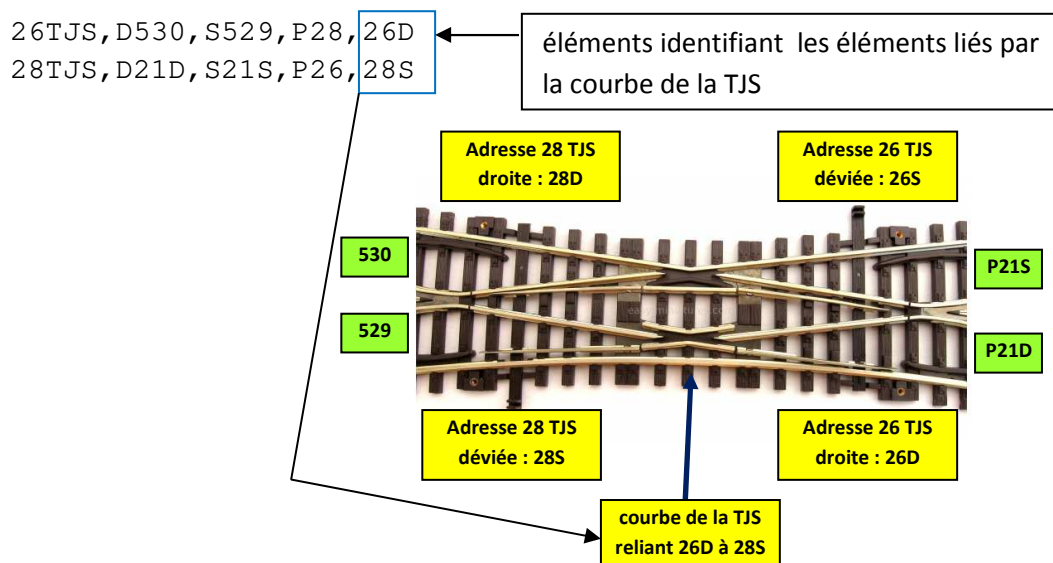 26TJS,D530,S529,P28,26D
28TJS,D21D,S21S,P26,28S
éléments identifiant les éléments liés par
la courbe de la TJS
Adresse 28 TJS
droite : 28D
Adresse 26 TJS
déviée : 26S
530
P21S
529
P21D
Adresse 28 TJS
déviée : 28S
Adresse 26 TJS
droite : 26D
courbe de la TJS
reliant 26D à 28S